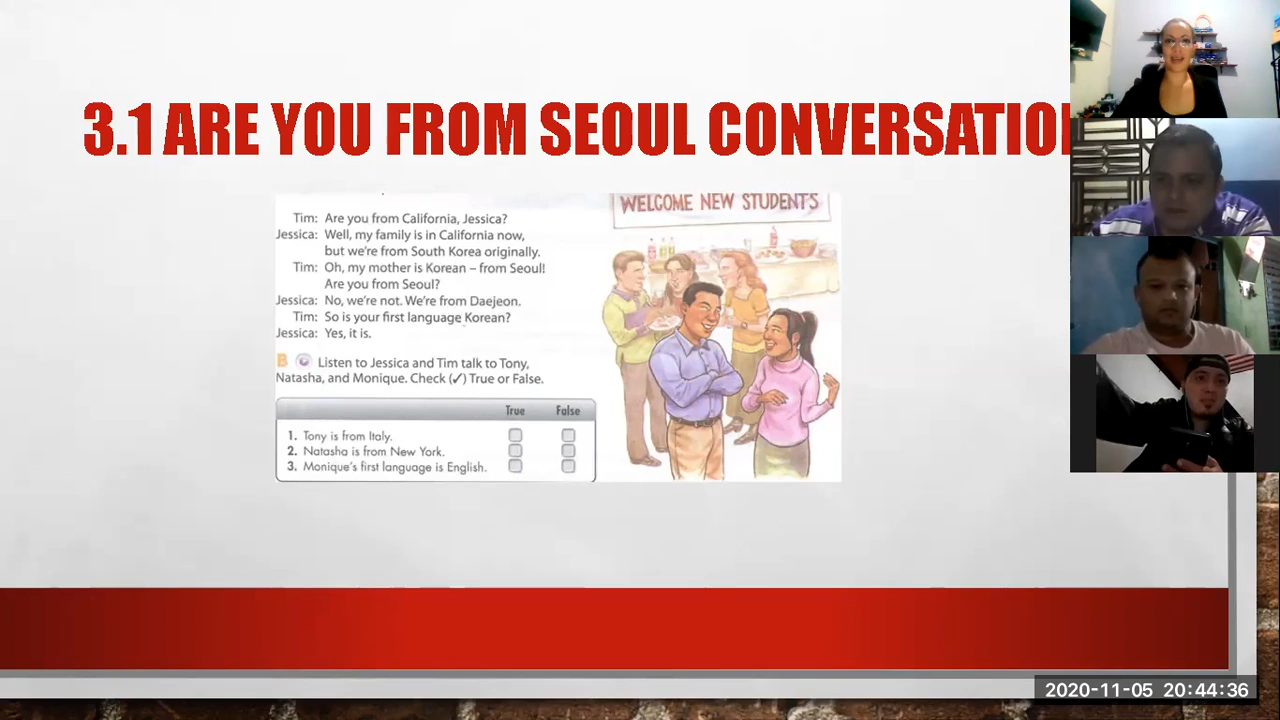 3.1 ARE YOU FROM SEOUL CONVERSATIO
WELCOME NEW STUDENTS
Tim: Are you from California, Jessica?
Jessica: Well, my family is in California now,
but we're from South Korea originally.
Tim: Oh, my mother is Korean – from Seoul!
Are you from Seoul?
Jessica: No, we're not. We're from Daejeon.
Tim: So is your first language Korean?
Jessica: Yes, it is.
B Listen to Jessica and Tim talk to Tony,
Natasha, and Monique. Check (✓) True or False.
True False
1. Tony is from Italy.
2. Natasha is from New York.
3. Monique's first language is English.
2020-11-05 20:44:36